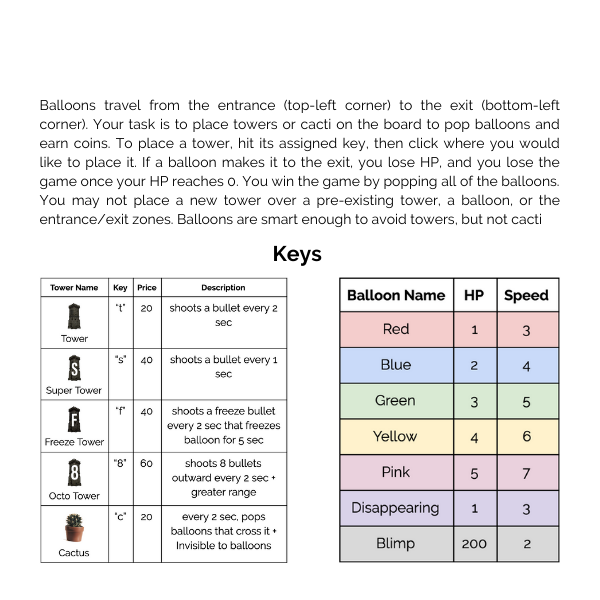 Balloons travel from the entrance (top-left corner) to the exit (bottom-left
corner). Your task is to place towers or cacti on the board to pop balloons and
earn coins. To place a tower, hit its assigned key, then click where you would
like to place it. If a balloon makes it to the exit, you lose HP, and you lose the
game once your HP reaches 0. You win the game by popping all of the balloons.
You may not place a new tower over a pre-existing tower, a balloon, or the
entrance/exit zones. Balloons are smart enough to avoid towers, but not cacti
Keys
Tower Name Key Price Description
Tower "t" 20 shoots a bullet every 2
sec
S
Super Tower "s" 40 shoots a bullet every 1
sec
F
Freeze Tower "f" 40 shoots a freeze bullet
every 2 sec that freezes
balloon for 5 sec
8
Octo Tower "8" 60 shoots 8 bullets
outward every 2 sec +
greater range
Cactus "c" 20 every 2 sec, pops
balloons that cross it +
Invisible to balloons
Balloon Name HP Speed
Red 1 3
Blue 2 4
Green 3 5
Yellow 4 6
Pink 5 7
Disappearing 1 3
Blimp 200 2